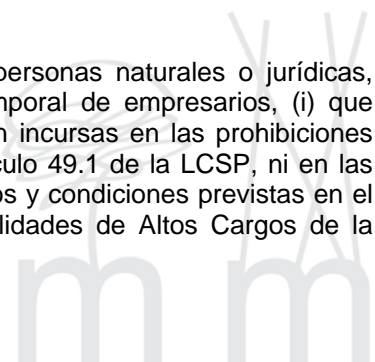 personas naturales o jurídicas,
mporal de empresarios, (i) que
n incursas en las prohibiciones
culo 49.1 de la LCSP, ni en las
os y condiciones previstas en el
lidades de Altos Cargos de la
m m